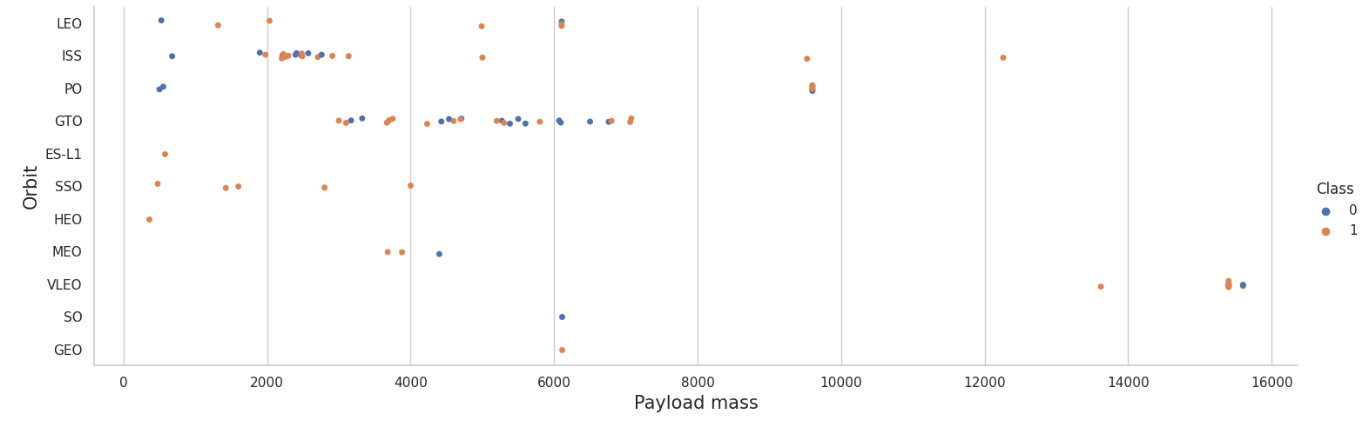 LEO
ISS
PO
GTO
ES-L1
SSO
HEO
MEO
VLEO
SO
GEO
Orbit
0 2000 4000 6000 8000 10000 12000 14000 16000
Payload mass
Class
0
1